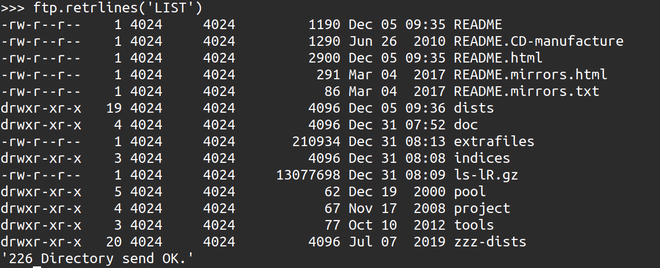 >>> ftp.retrlines('LIST')
-rw-r--r--    1 4024     4024         1190 Dec 05 09:35 README
-rw-r--r--    1 4024     4024         1290 Jun 26  2010 README.CD-manufacture
-rw-r--r--    1 4024     4024         2900 Dec 05 09:35 README.html
-rw-r--r--    1 4024     4024          291 Mar 04  2017 README.mirrors.html
-rw-r--r--    1 4024     4024           86 Mar 04  2017 README.mirrors.txt
drwxr-xr-x   19 4024     4024         4096 Dec 05 09:36 dists
drwxr-xr-x    4 4024     4024         4096 Dec 31 07:52 doc
-rw-r--r--    1 4024     4024       210934 Dec 31 08:13 extrafiles
drwxr-xr-x    3 4024     4024         4096 Dec 31 08:08 indices
-rw-r--r--    1 4024     4024     13077698 Dec 31 08:09 ls-lR.gz
drwxr-xr-x    5 4024     4024           62 Dec 19  2000 pool
drwxr-xr-x    4 4024     4024           67 Nov 17  2008 project
drwxr-xr-x    3 4024     4024           77 Oct 10  2012 tools
drwxr-xr-x   20 4024     4024         4096 Jul 07  2019 zzz-dists
'226 Directory send OK.'